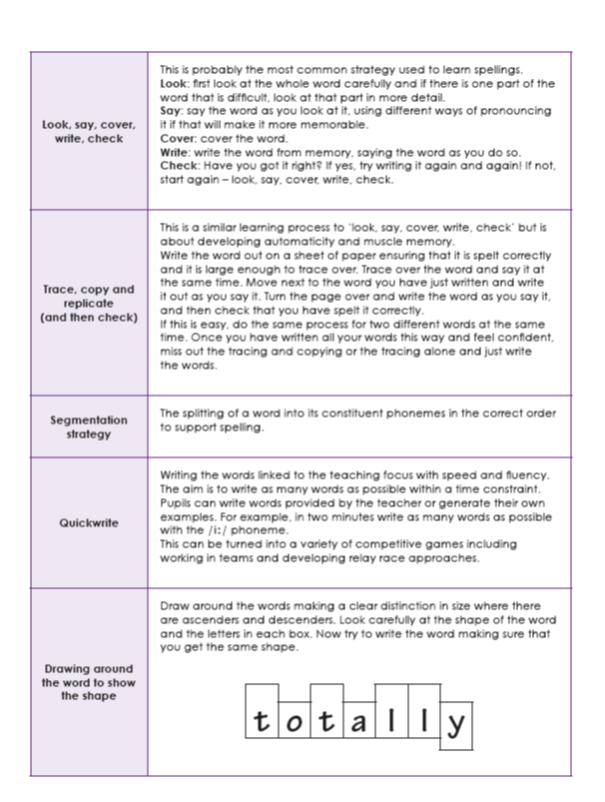 Look, say, cover,
write, check
This is probably the most common strategy used to learn spellings.
Look: first look at the whole word carefully and if there is one part of the
word that is difficult, look at that part in more detail.
Say: say the word as you look at it, using different ways of pronouncing
it if that will make it more memorable.
Cover: cover the word.
Write: write the word from memory, saying the word as you do so.
Check: Have you got it right? If yes, try writing it again and again! If not,
start again – look, say, cover, write, check.
Trace, copy and
replicate
(and then check)
This is a similar learning process to 'look, say, cover, write, check' but is
about developing automaticity and muscle memory.
Write the word out on a sheet of paper ensuring that it is spelt correctly
and it is large enough to trace over. Trace over the word and say it at
the same time. Move next to the word you have just written and write
it out as you say it. Turn the page over and write the word as you say it,
and then check that you have spelt it correctly.
If this is easy, do the same process for two different words at the same
time. Once you have written all your words this way and feel confident,
miss out the tracing and copying or the tracing alone and just write
the words.
Segmentation
strategy
The splitting of a word into its constituent phonemes in the correct order
to support spelling.
Quickwrite
Writing the words linked to the teaching focus with speed and fluency.
The aim is to write as many words as possible within a time constraint.
Pupils can write words provided by the teacher or generate their own
examples. For example, in two minutes write as many words as possible
with the /iː/ phoneme.
This can be turned into a variety of competitive games including
working in teams and developing relay race approaches.
Drawing around
the word to show
the shape
Draw around the words making a clear distinction in size where there
are ascenders and descenders. Look carefully at the shape of the word
and the letters in each box. Now try to write the word making sure that
you get the same shape.
totally